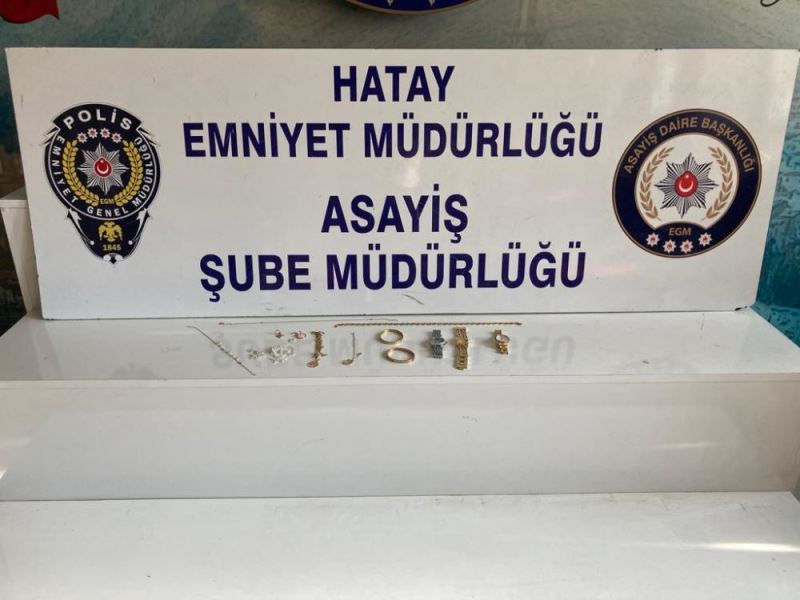 HATAY
EMNİYET MÜDÜRLÜĞÜ
ASAYİŞ
ŞUBE MÜDÜRLÜĞÜ
POLİS
EMNİYET GENEL MÜDÜRLÜĞÜ
EGM
1845
ASAYİŞ DAİRE BAŞKANLIĞI
EGM